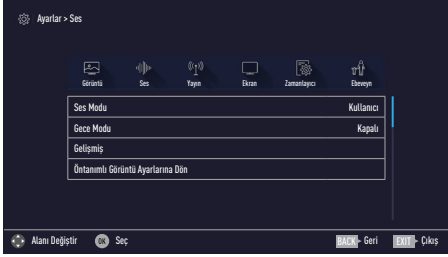 Ayarlar > Ses
Görüntü Ses Yayın Ekran Zamanlayıcı Ebeveyn
Ses Modu Kullanıcı
Gece Modu Kapalı
Gelişmiş
Öntanımlı Görüntü Ayarlarına Dön
Alanı Değiştir OK Seç BACK Geri EXIT Çıkış